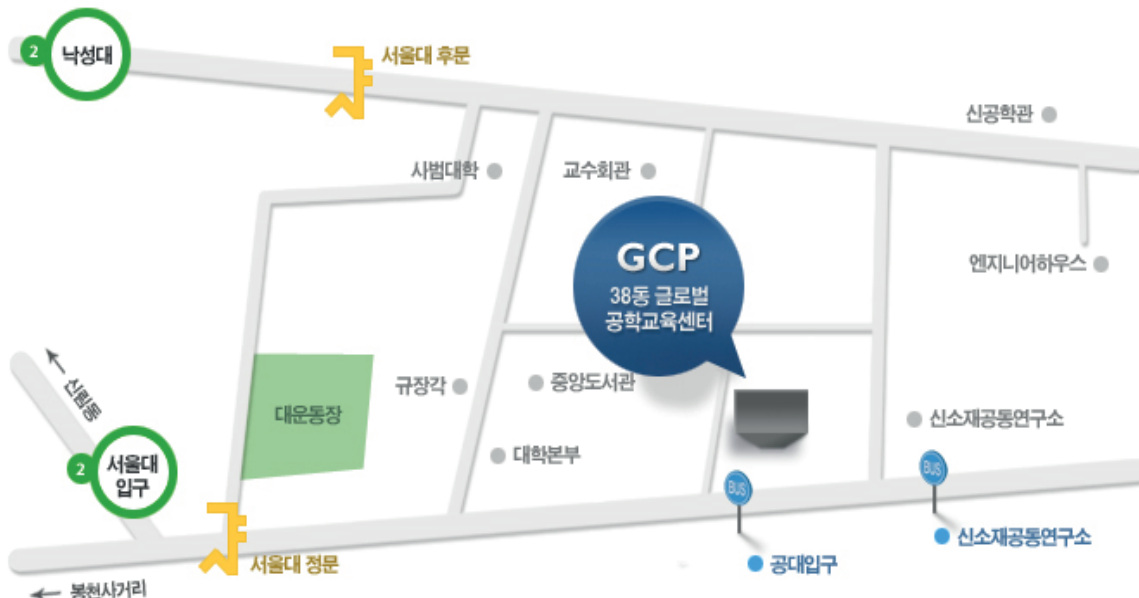 2
낙성대
서울대 후문
신공학관
사범대학
교수회관
GCP
38동 글로벌
공학교육센터
엔지니어하우스
신림동
규장각
중앙도서관
대운동장
신소재공동연구소
2
서울대
입구
대학본부
BUS
BUS
신소재공동연구소
서울대 정문
공대입구
봉천사거리